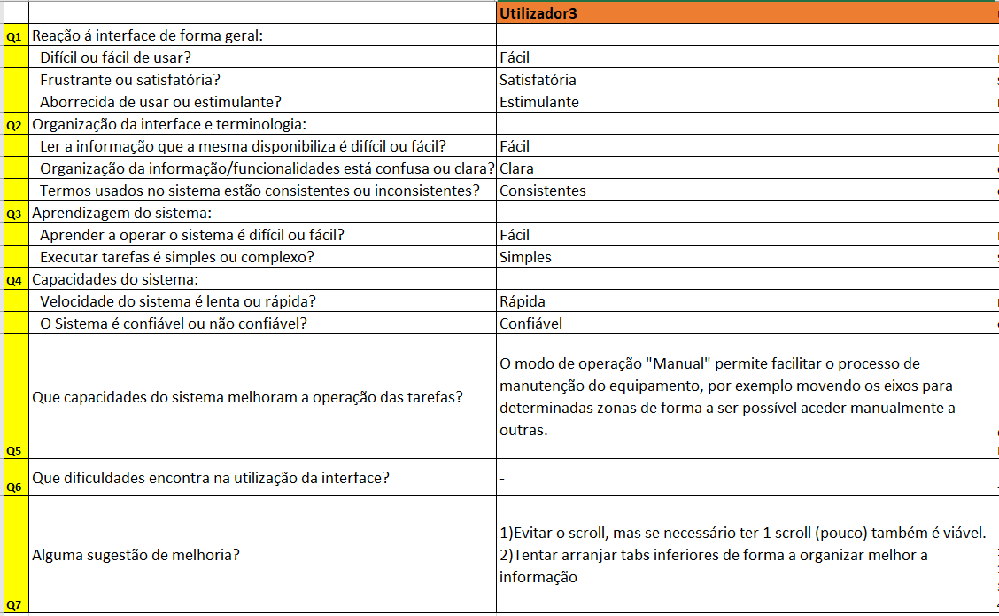 Utilizador3
Q1 Reação á interface de forma geral:
Difícil ou fácil de usar? Fácil
Frustrante ou satisfatória? Satisfatória
Aborrecida de usar ou estimulante? Estimulante
Q2 Organização da interface e terminologia:
Ler a informação que a mesma disponibiliza é difícil ou fácil? Fácil
Organização da informação/funcionalidades está confusa ou clara? Clara
Termos usados no sistema estão consistentes ou inconsistentes? Consistentes
Q3 Aprendizagem do sistema:
Aprender a operar o sistema é difícil ou fácil? Fácil
Executar tarefas é simples ou complexo? Simples
Q4 Capacidades do sistema:
Velocidade do sistema é lenta ou rápida? Rápida
O Sistema é confiável ou não confiável? Confiável
Q5 Que capacidades do sistema melhoram a operação das tarefas?
O modo de operação "Manual" permite facilitar o processo de
manutenção do equipamento, por exemplo movendo os eixos para
determinadas zonas de forma a ser possível aceder manualmente a
outras.
Q6 Que dificuldades encontra na utilização da interface? -
Q7 Alguma sugestão de melhoria?
1)Evitar o scroll, mas se necessário ter 1 scroll (pouco) também é viável.
2)Tentar arranjar tabs inferiores de forma a organizar melhor a
informação